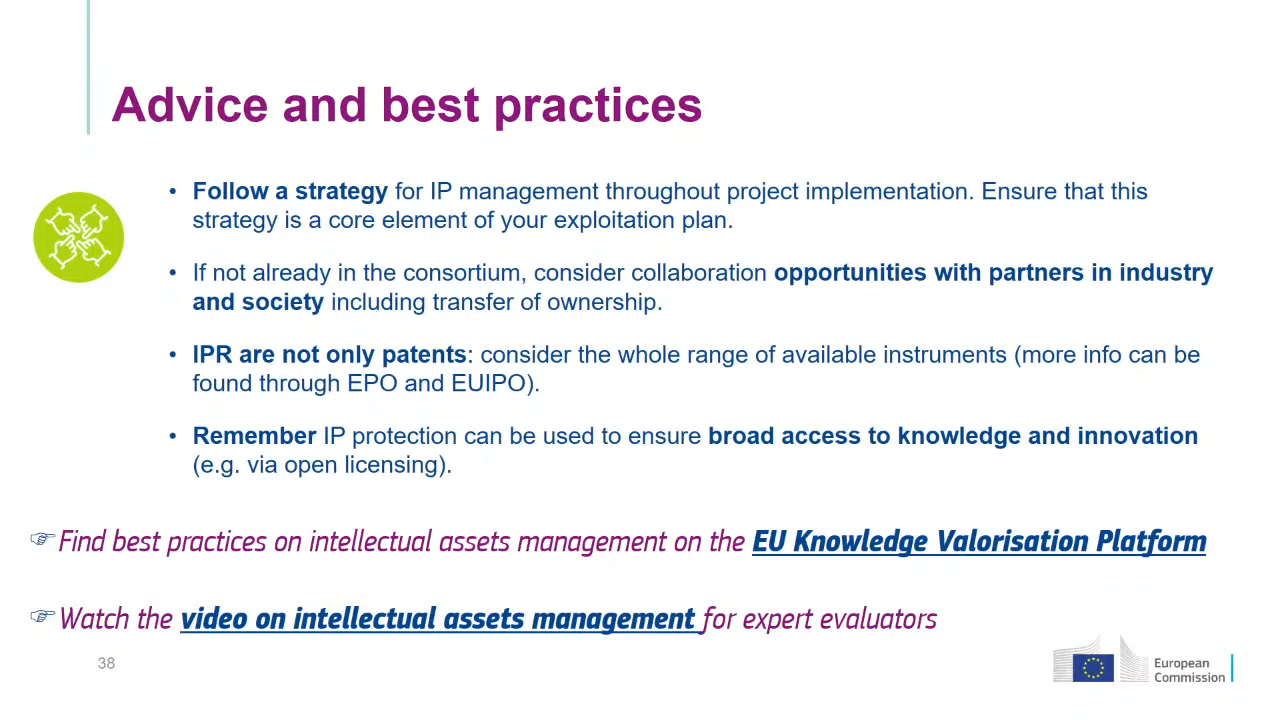 Advice and best practices
• Follow a strategy for IP management throughout project implementation. Ensure that this
strategy is a core element of your exploitation plan.
• If not already in the consortium, consider collaboration opportunities with partners in industry
and society including transfer of ownership.
• IPR are not only patents: consider the whole range of available instruments (more info can be
found through EPO and EUIPO).
• Remember IP protection can be used to ensure broad access to knowledge and innovation
(e.g. via open licensing).
☞Find best practices on intellectual assets management on the EU Knowledge Valorisation Platform
☞Watch the video on intellectual assets management for expert evaluators
38
European
Commission